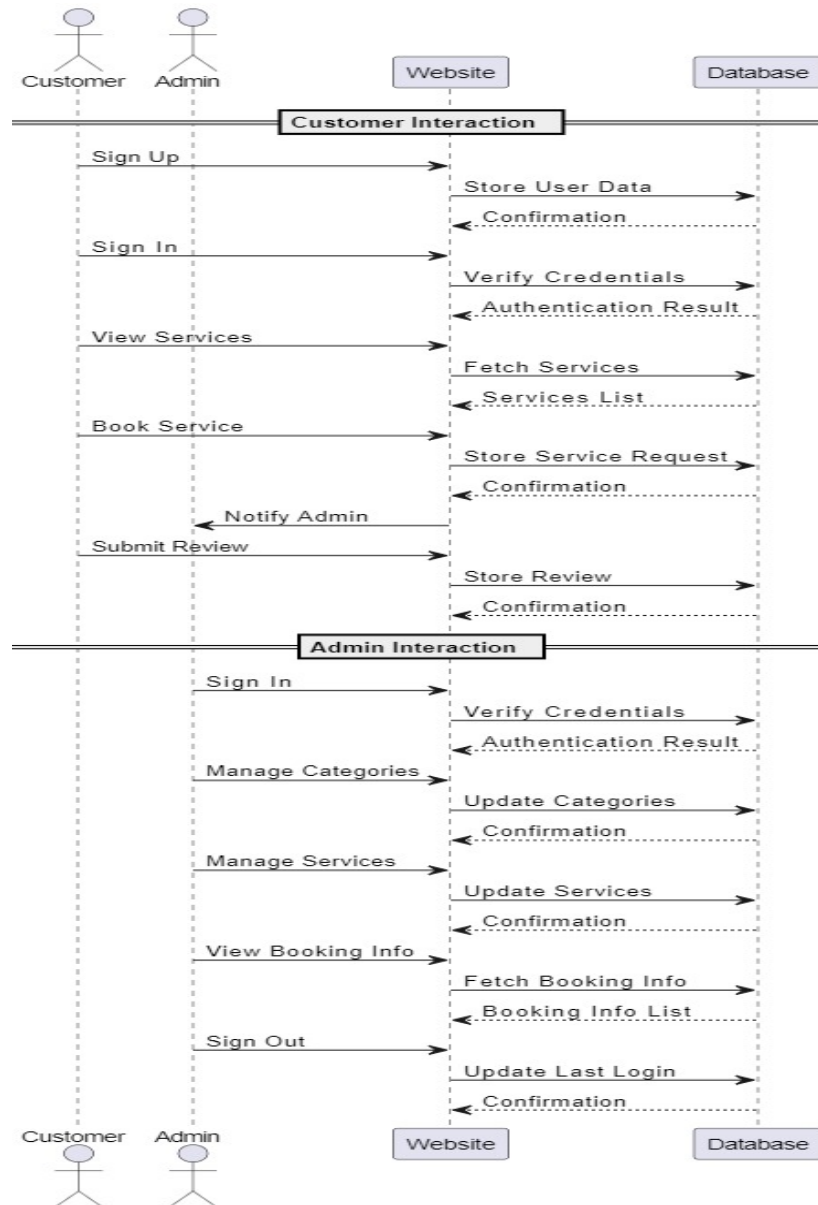 Customer Admin Website Database
Customer Interaction
Sign Up
Store User Data
Confirmation
Sign In
Verify Credentials
Authentication Result
View Services
Fetch Services
Services List
Book Service
Store Service Request
Confirmation
Notify Admin
Submit Review
Store Review
Confirmation
Admin Interaction
Sign In
Verify Credentials
Authentication Result
Manage Categories
Update Categories
Confirmation
Manage Services
Update Services
Confirmation
View Booking Info
Fetch Booking Info
Booking Info List
Sign Out
Update Last Login
Confirmation
Customer Admin Website Database